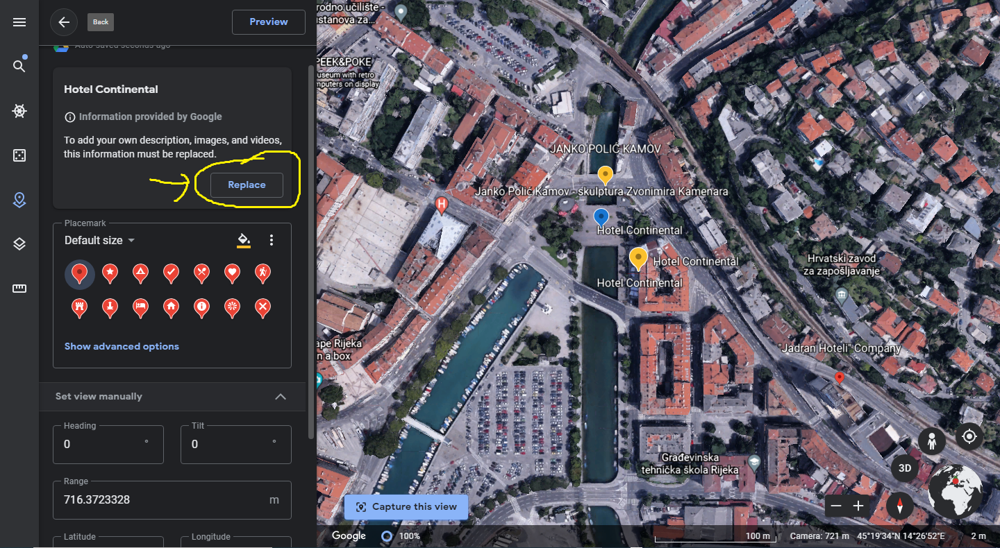 Back
Preview
Auto saved seconds ago
Hotel Continental
Information provided by Google
To add your own description, images, and videos,
this information must be replaced.
Replace
Placemark
Default size
Show advanced options
Set view manually
Heading
0 °
Tilt
0 °
Range
716.3723328 m
Latitude
Longitude
rodno učilište -
ustanova za...
PEEK&POKE
useum with retro
mputers on display
JANKO POLIĆ KAMOV
Janko Polić Kamov - skulptura Zvonimira Kamenara
H
Hotel Continental
Hotel Continental
Hotel Continental
Hrvatski zavod
za zapošljavanje
ape Rijeka
n a box
"Jadran Hoteli" Company
Građevinska
tehnička škola Rijeka
3D
Capture this view
Google
100%
100 m
Camera: 721 m
45°19'34"N 14°26'52"E
2 m